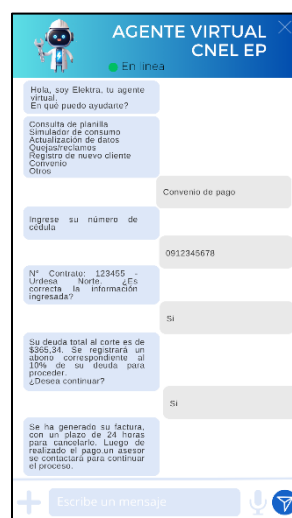 AGENTE VIRTUAL
CNEL EP
En linea
Hola, soy Elektra, tu agente
virtual.
En qué puedo ayudarte?
Consulta de planilla
Simulador de consumo
Actualización de datos
Quejas/reclamos
Registro de nuevo cliente
Convenio
Otros
Convenio de pago
Ingrese su número de
cédula
0912345678
N° Contrato: 123455 -
Urdesa Norte. ¿Es
correcta la información
ingresada?
Si
Su deuda total al corte es de
$365,34. Se registrará un
abono correspondiente al
10% de su deuda para
proceder.
¿Desea continuar?
Si
Se ha generado su factura,
con un plazo de 24 horas
para cancelarlo. Luego de
realizado el pago.un asesor
se contactará para continuar
el proceso.
Escribe un mensaje